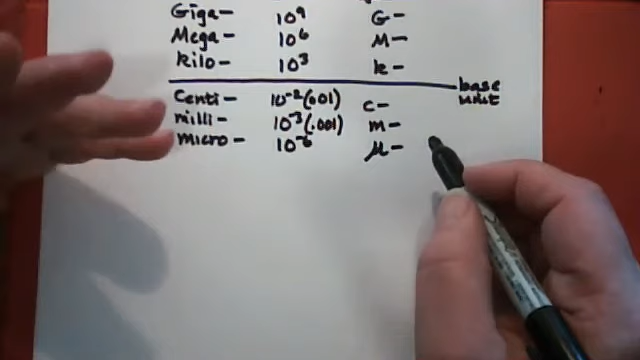 Giga- 10⁹ G-
Mega- 10⁶ M-
kilo- 10³ k-
base unit
Centi- 10⁻²(.01) c-
milli- 10⁻³(.001) m-
micro- 10⁻⁶ μ-